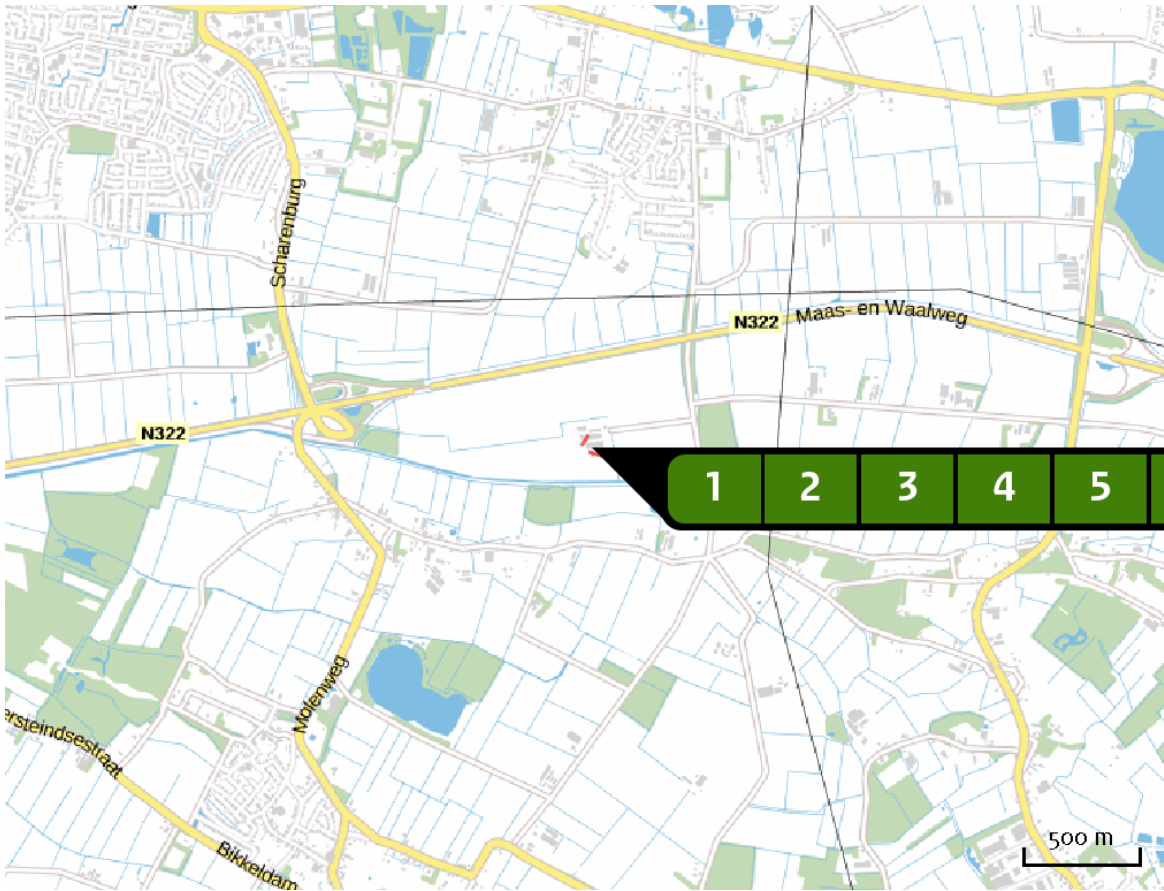 Scharenburg
N322
Maas- en Waalweg
N322
1 2 3 4 5
Molenweg
ersteindsestraat
500 m
Bikkeldam